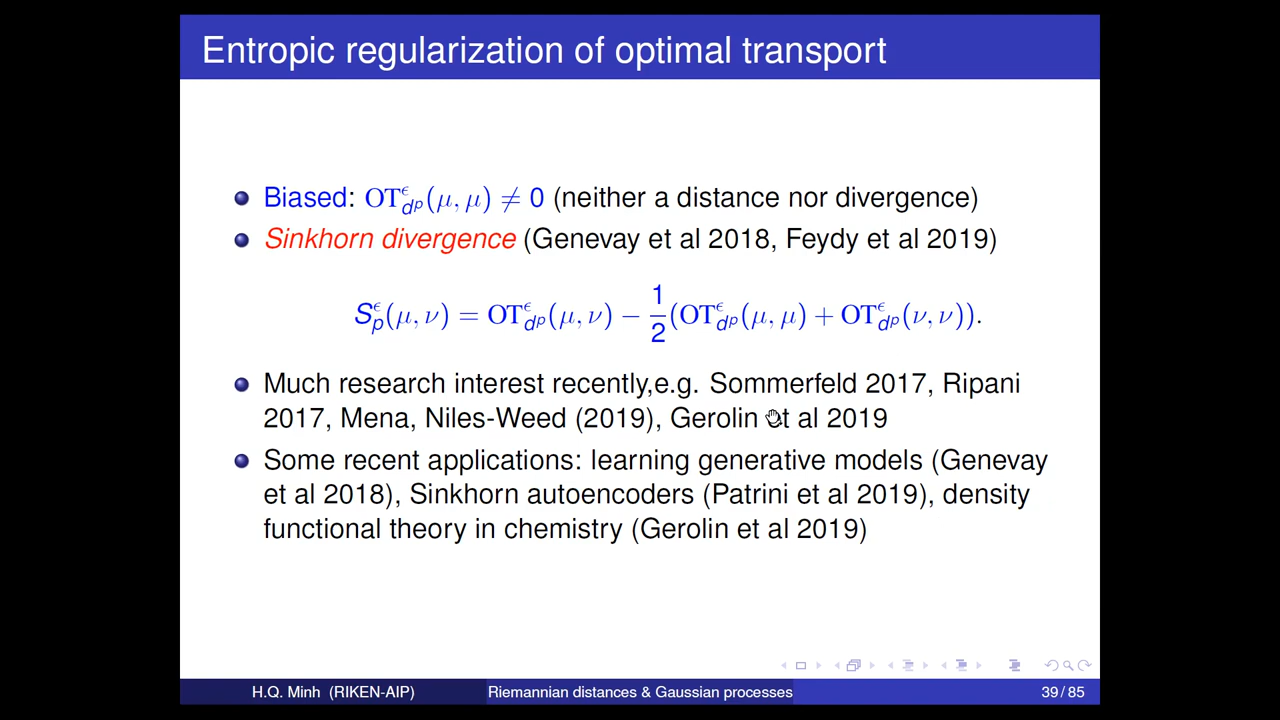 Entropic regularization of optimal transport
Biased: OT^ϵ_{d^p}(μ, μ) ≠ 0 (neither a distance nor divergence)
Sinkhorn divergence (Genevay et al 2018, Feydy et al 2019)
S^ϵ_p(μ, ν) = OT^ϵ_{d^p}(μ, ν) − 1/2(OT^ϵ_{d^p}(μ, μ) + OT^ϵ_{d^p}(ν, ν)).
Much research interest recently,e.g. Sommerfeld 2017, Ripani
2017, Mena, Niles-Weed (2019), Gerolin et al 2019
Some recent applications: learning generative models (Genevay
et al 2018), Sinkhorn autoencoders (Patrini et al 2019), density
functional theory in chemistry (Gerolin et al 2019)
H.Q. Minh (RIKEN-AIP) Riemannian distances & Gaussian processes 39 / 85